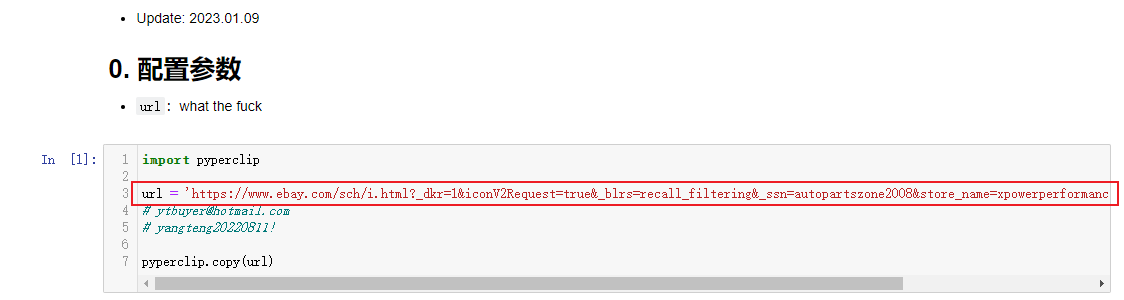 Update: 2023.01.09
0. 配置参数
url： what the fuck
In [1]:
1 import pyperclip
2
3 url = 'https://www.ebay.com/sch/i.html?_dkr=1&iconV2Request=true&_blrs=recall_filtering&_ssn=autopartszone2008&store_name=xpowerperformanc
4 # ytbuyer@hotmail.com
5 # yangteng20220811!
6
7 pyperclip.copy(url)